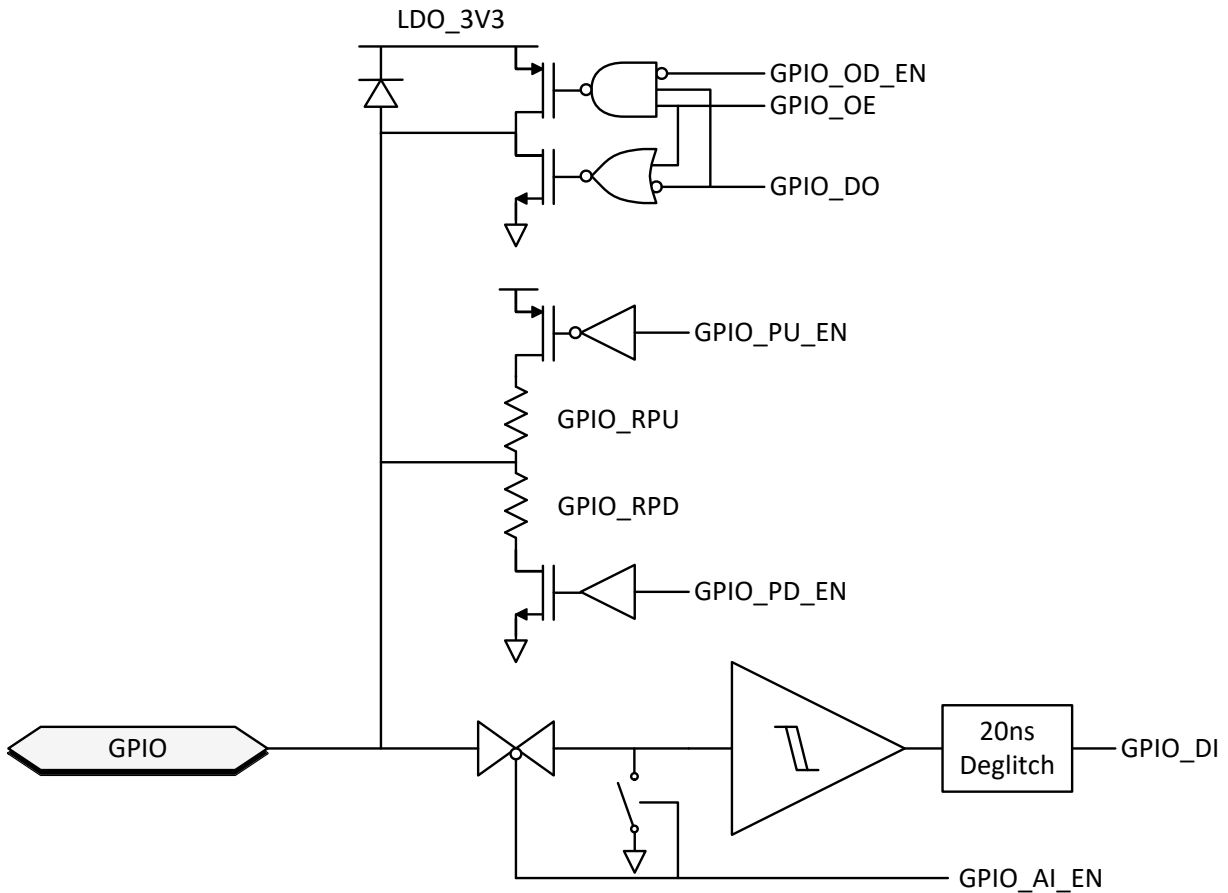 LDO_3V3
GPIO_OD_EN
GPIO_OE
GPIO_DO
GPIO_PU_EN
GPIO_RPU
GPIO_RPD
GPIO_PD_EN
GPIO
20ns
Deglitch
GPIO_DI
GPIO_AI_EN